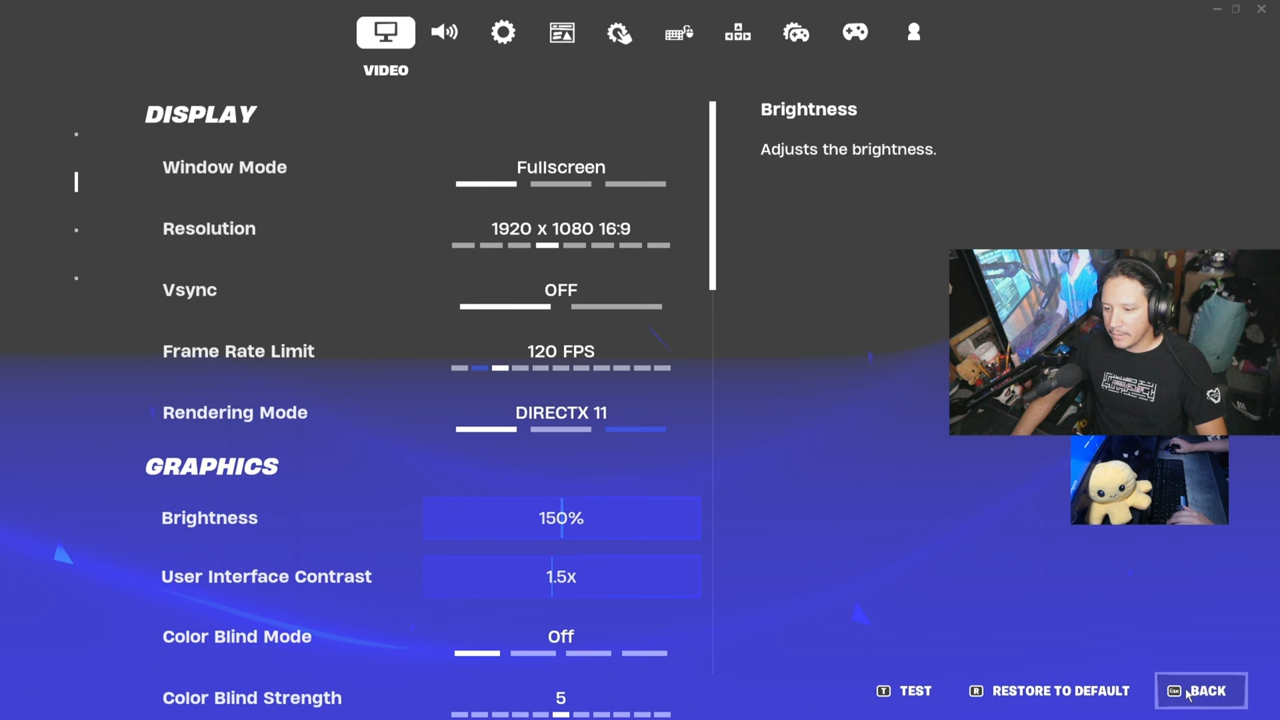 VIDEO
DISPLAY
Window Mode
Fullscreen
Resolution
1920 x 1080 16:9
Vsync
OFF
Frame Rate Limit
120 FPS
Rendering Mode
DIRECTX 11
GRAPHICS
Brightness
150%
User Interface Contrast
1.5x
Color Blind Mode
Off
Color Blind Strength
5
Brightness
Adjusts the brightness.
T TEST
R RESTORE TO DEFAULT
Esc BACK